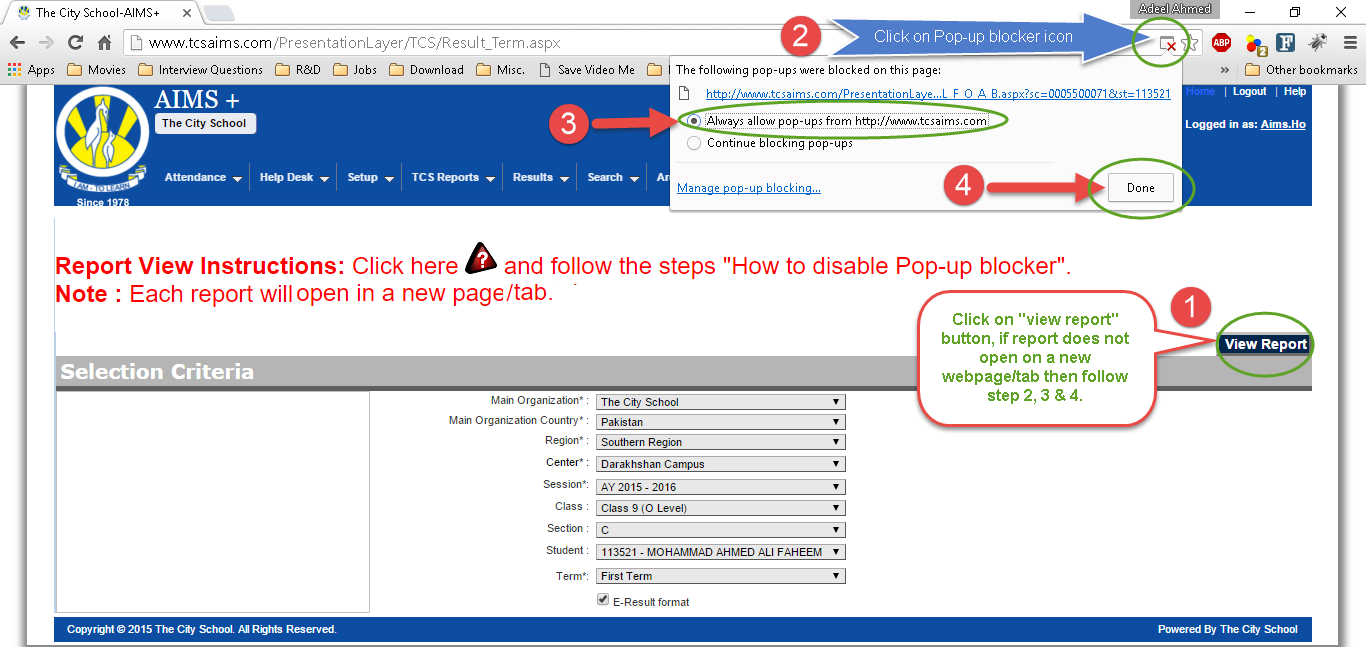 The City School-AIMS+
Adeel Ahmed
www.tcsaims.com/PresentationLayer/TCS/Result_Term.aspx
2
Click on Pop-up blocker icon
ABP
2
F
Apps
Movies
Interview Questions
R&D
Jobs
Download
Misc.
Save Video Me
»
Other bookmarks
The following pop-ups were blocked on this page:
http://www.tcsaims.com/PresentationLaye...L_F_O_A_B.aspx?sc=0005500071&st=113521
3
Always allow pop-ups from http://www.tcsaims.com
Continue blocking pop-ups
Manage pop-up blocking...
4
Done
AIMS +
The City School
I AM - TO LEARN
Since 1978
Home | Logout | Help
Logged in as: Aims.Ho
Attendance
Help Desk
Setup
TCS Reports
Results
Search
Report View Instructions: Click here ? and follow the steps "How to disable Pop-up blocker".
Note : Each report will open in a new page/tab.
1
Click on "view report"
button, if report does not
open on a new
webpage/tab then follow
step 2, 3 & 4.
View Report
Selection Criteria
Main Organization* : The City School
Main Organization Country* : Pakistan
Region* : Southern Region
Center* : Darakhshan Campus
Session*: AY 2015 - 2016
Class : Class 9 (O Level)
Section : C
Student : 113521 - MOHAMMAD AHMED ALI FAHEEM
Term*: First Term
E-Result format
Copyright © 2015 The City School. All Rights Reserved.
Powered By The City School